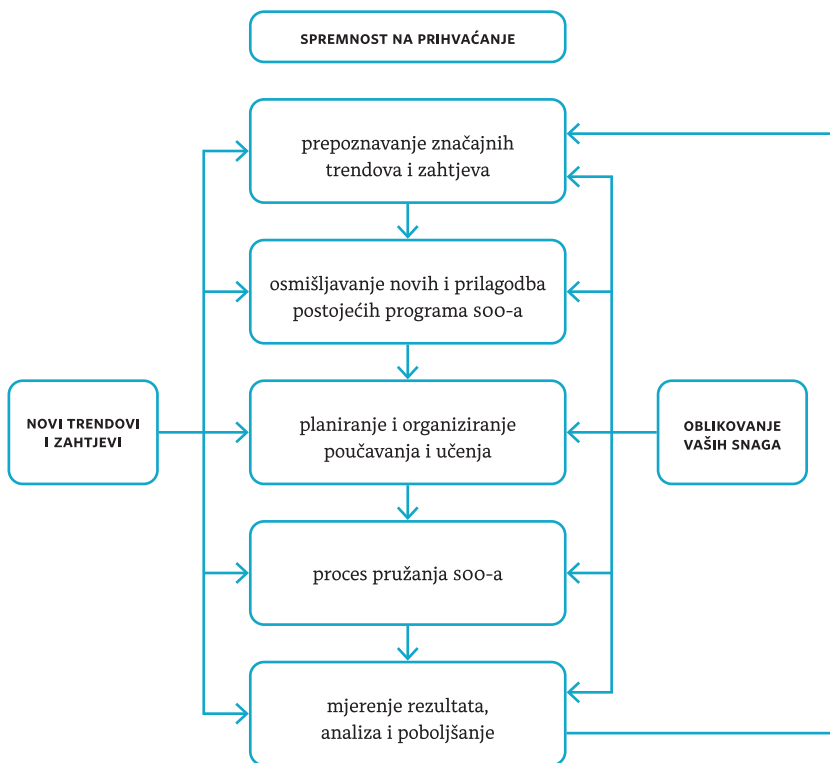 SPREMNOST NA PRIHVAĆANJE
prepoznavanje značajnih
trendova i zahtjeva
osmišljavanje novih i prilagodba
postojećih programa soo-a
NOVI TRENDOVI
I ZAHTJEVI
planiranje i organiziranje
poučavanja i učenja
OBLIKOVANJE
VAŠIH SNAGA
proces pružanja soo-a
mjerenje rezultata,
analiza i poboljšanje